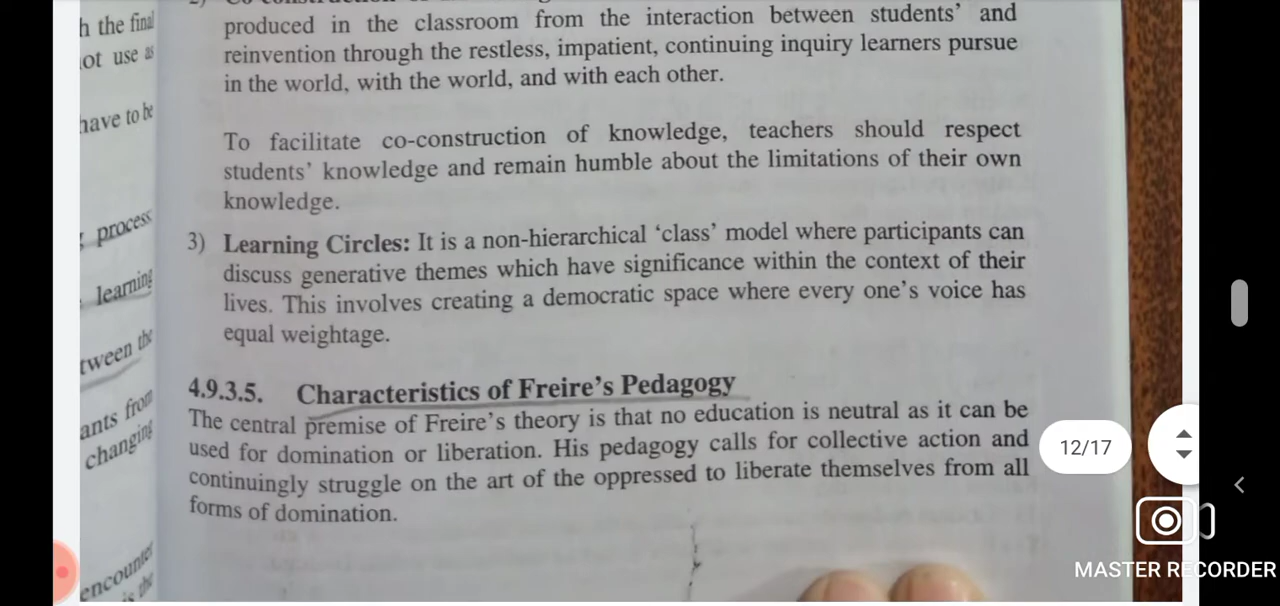 h the final
ot use as
have to be
process
learning
tween the
ants from
changing
encounter
is the
produced in the classroom from the interaction between students' and
reinvention through the restless, impatient, continuing inquiry learners pursue
in the world, with the world, and with each other.
To facilitate co-construction of knowledge, teachers should respect
students' knowledge and remain humble about the limitations of their own
knowledge.
3) Learning Circles: It is a non-hierarchical 'class' model where participants can
discuss generative themes which have significance within the context of their
lives. This involves creating a democratic space where every one's voice has
equal weightage.
4.9.3.5. Characteristics of Freire's Pedagogy
The central premise of Freire's theory is that no education is neutral as it can be
used for domination or liberation. His pedagogy calls for collective action and
continuingly struggle on the art of the oppressed to liberate themselves from all
forms of domination.
12/17
MASTER RECORDER